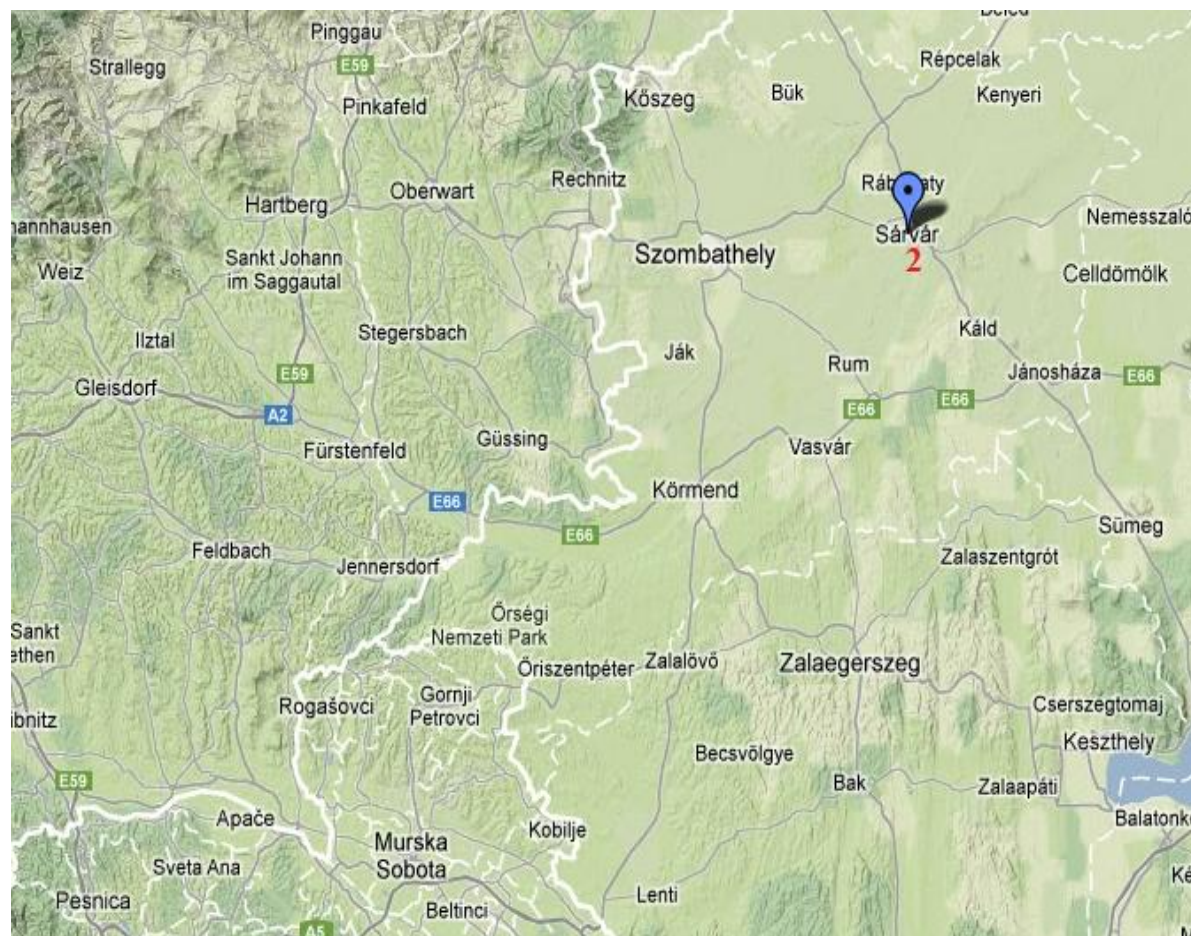 Pinggau
Répcelak
Strallegg
E59
Kőszeg
Bük
Kenyeri
Pinkafeld
Rechnitz
Oberwart
Hartberg
Nemesszaló
Sárvár
2
Szombathely
Weiz
Sankt Johann
im Saggautal
Celldömölk
Ilztal
Stegersbach
Káld
Ják
Rum
Jánosháza
E59
E66
Gleisdorf
A2
E66
E66
Güssing
Fürstenfeld
Vasvár
E66
Körmend
E66
Sümeg
Feldbach
Jennersdorf
Zalaszentgrót
Őrségi
Nemzeti Park
Sankt
Őriszentpéter
Zalalövő
Zalaegerszeg
Rogašovci
Gornji
Petrovci
Cserszegtomaj
ibnitz
Keszthely
Becsvölgye
E59
Bak
Zalaapáti
Apače
Kobilje
Murska
Sobota
Sveta Ana
Lenti
Pesnica
Beltinci
A5